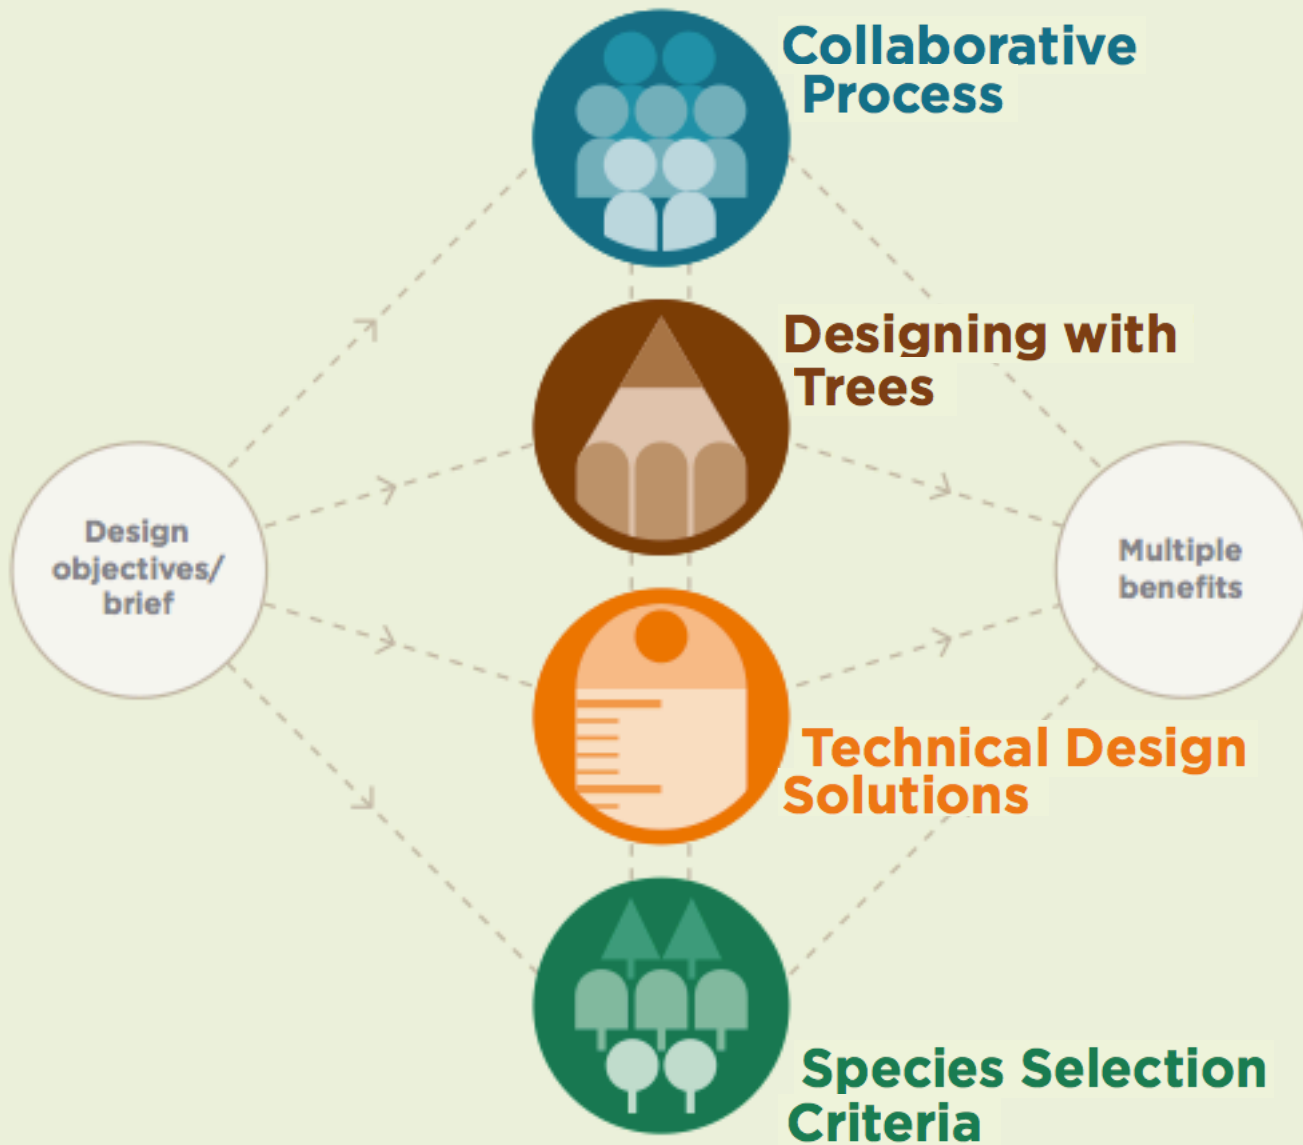 Collaborative
Process
Designing with
Trees
Design
objectives/
brief
Multiple
benefits
Technical Design
Solutions
Species Selection
Criteria